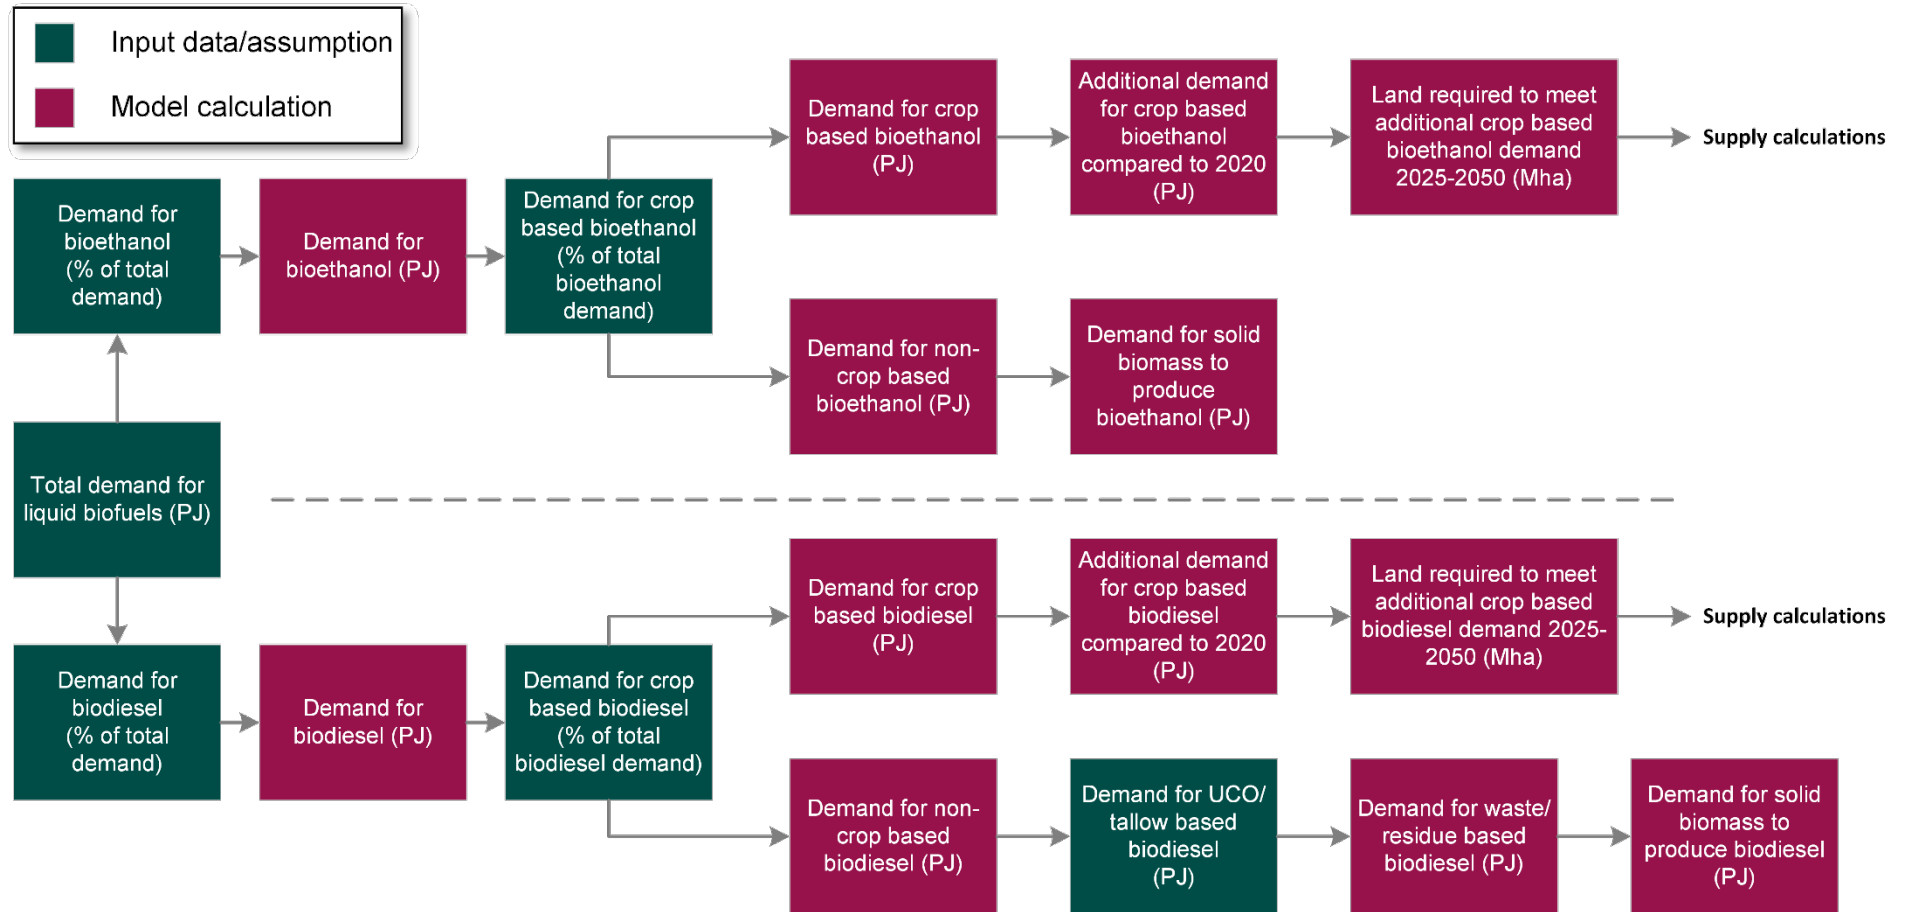 Input data/assumption
Model calculation
Demand for crop
based bioethanol
(PJ)
Additional demand
for crop based
bioethanol
compared to 2020
(PJ)
Land required to meet
additional crop based
bioethanol demand
2025-2050 (Mha)
Supply calculations
Demand for
bioethanol
(% of total
demand)
Demand for
bioethanol (PJ)
Demand for crop
based bioethanol
(% of total
bioethanol
demand)
Demand for non-
crop based
bioethanol (PJ)
Demand for solid
biomass to
produce
bioethanol (PJ)
Total demand for
liquid biofuels (PJ)
Demand for crop
based biodiesel
(PJ)
Additional demand
for crop based
biodiesel
compared to 2020
(PJ)
Land required to meet
additional crop based
biodiesel demand 2025-
2050 (Mha)
Supply calculations
Demand for
biodiesel
(% of total
demand)
Demand for
biodiesel (PJ)
Demand for crop
based biodiesel
(% of total
biodiesel demand)
Demand for non-
crop based
biodiesel (PJ)
Demand for UCO/
tallow based
biodiesel
(PJ)
Demand for waste/
residue based
biodiesel (PJ)
Demand for solid
biomass to
produce biodiesel
(PJ)